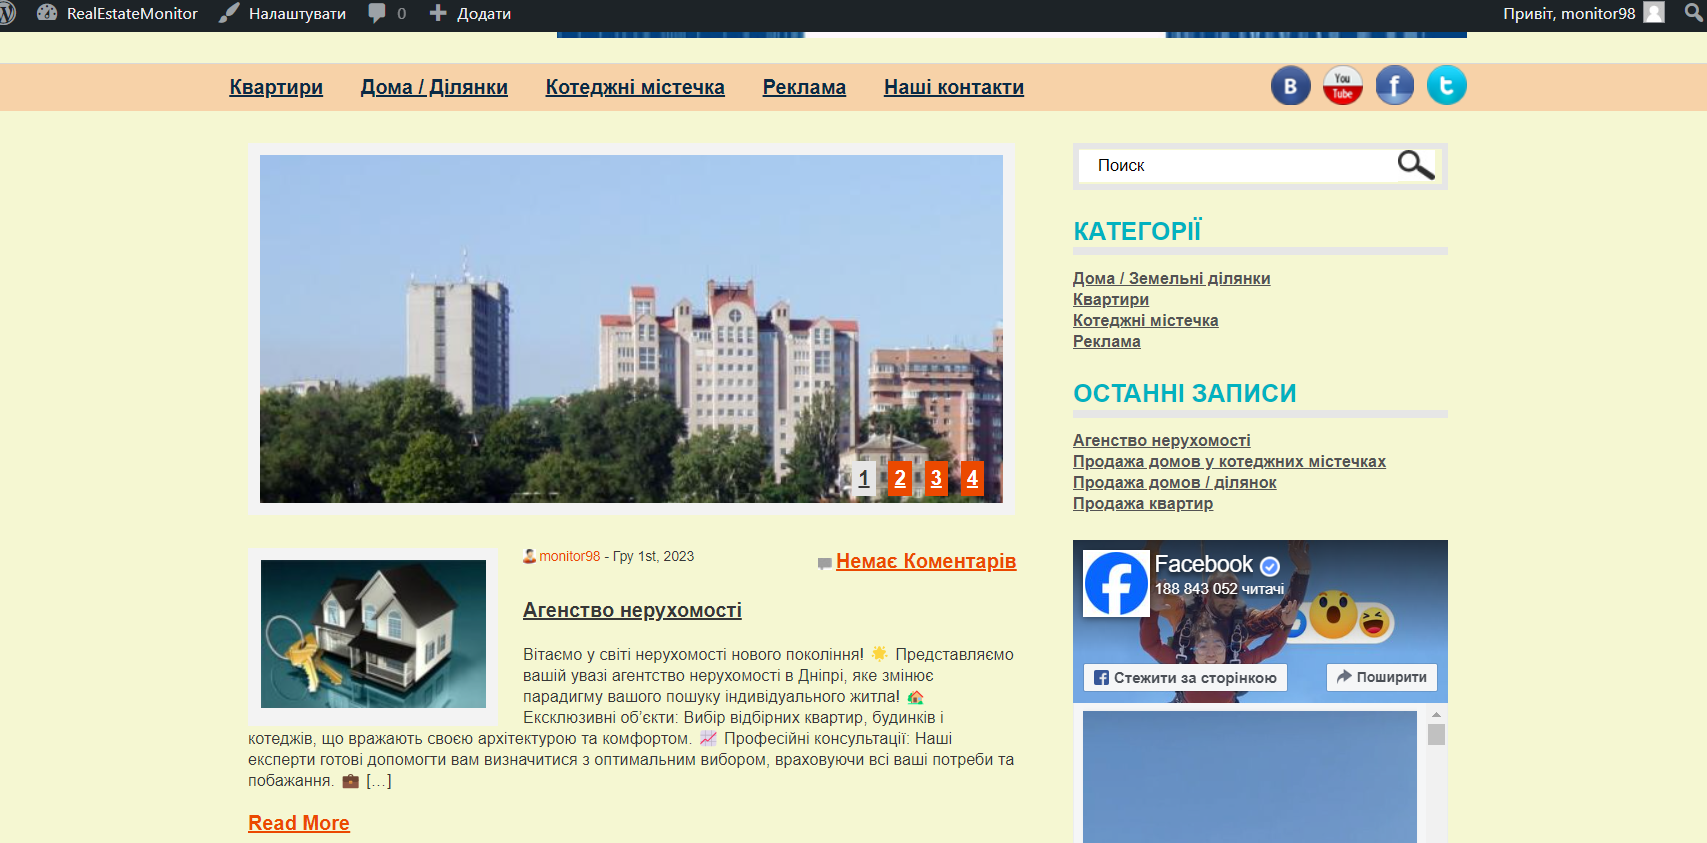 RealEstateMonitor Налаштувати 0 Додати Привіт, monitor98
Квартири Дома / Ділянки Котеджні містечка Реклама Наші контакти B You Tube f t
1 2 3 4
monitor98 - Гру 1st, 2023 Немає Коментарів
Агенство нерухомості
Вітаємо у світі нерухомості нового покоління! 🌟 Представляємо
вашій увазі агентство нерухомості в Дніпрі, яке змінює
парадигму вашого пошуку індивідуального житла! 🏡
Ексклюзивні об’єкти: Вибір відбірних квартир, будинків і
котеджів, що вражають своєю архітектурою та комфортом. 📈 Професійні консультації: Наші
експерти готові допомогти вам визначитися з оптимальним вибором, враховуючи всі ваші потреби та
побажання. 💼 […]
Read More
Поиск
КАТЕГОРІЇ
Дома / Земельні ділянки
Квартири
Котеджні містечка
Реклама
ОСТАННІ ЗАПИСИ
Агенство нерухомості
Продажа домов у котеджних містечках
Продажа домов / ділянок
Продажа квартир
Facebook
188 843 052 читачі
Стежити за сторінкою Поширити